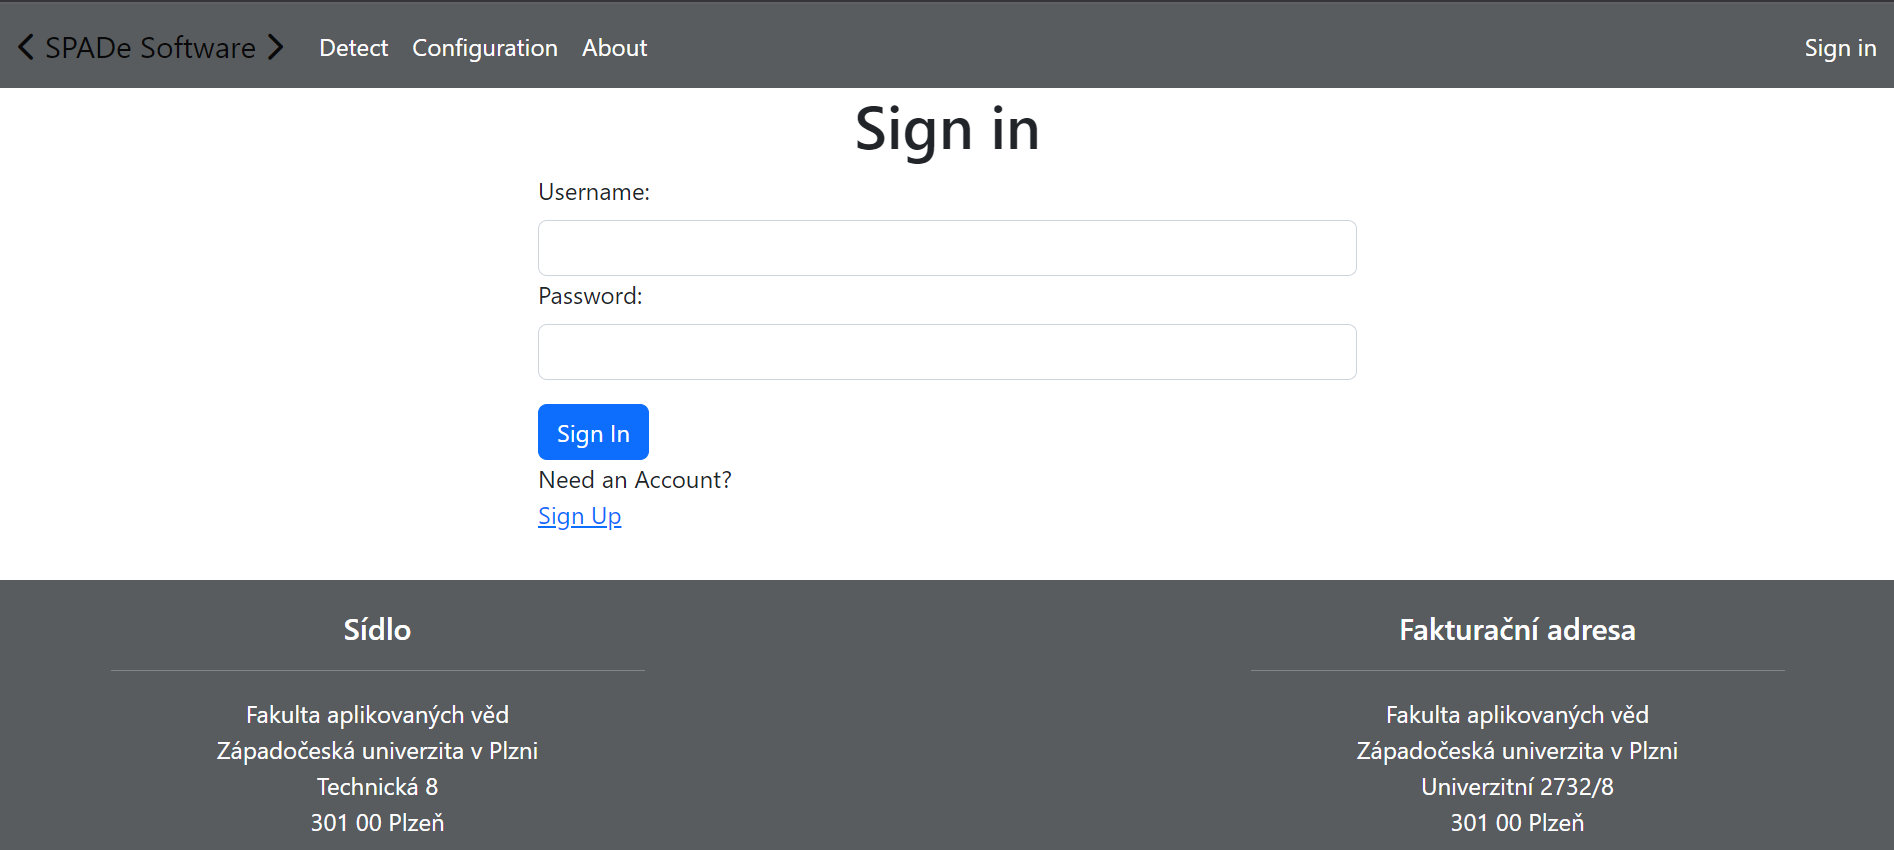 SPADe Software
Detect
Configuration
About
Sign in
Sign in
Username:
Password:
Sign In
Need an Account?
Sign Up
Sídlo
Fakulta aplikovaných věd
Západočeská univerzita v Plzni
Technická 8
301 00 Plzeň
Fakturační adresa
Fakulta aplikovaných věd
Západočeská univerzita v Plzni
Univerzitní 2732/8
301 00 Plzeň